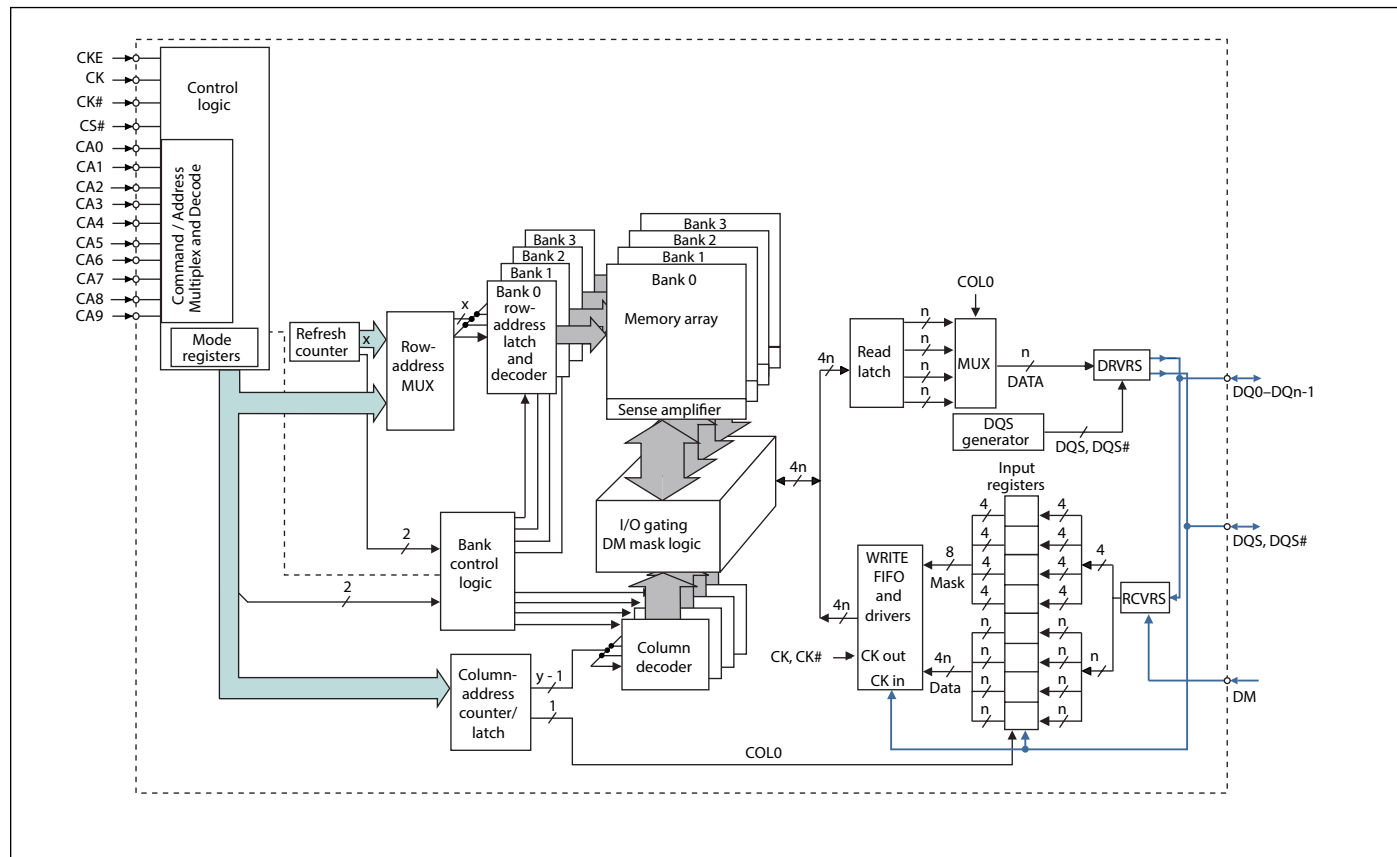 CKE
CK
CK#
CS#
CA0
CA1
CA2
CA3
CA4
CA5
CA6
CA7
CA8
CA9
Control
logic
Command / Address
Multiplex and Decode
Mode
registers
Refresh
counter
x
Row-
address
MUX
x
Bank 3
Bank 2
Bank 1
Bank 0
row-
address
latch
and
decoder
Bank 3
Bank 2
Bank 1
Bank 0
Memory array
Sense amplifier
2
2
Bank
control
logic
I/O gating
DM mask logic
Column
decoder
Column-
address
counter/
latch
y - 1
1
COL0
4n
4n
4n
Read
latch
n
n
n
n
COL0
MUX
n
DATA
DRVRS
DQS
generator
DQS, DQS#
DQ0–DQn-1
DQS, DQS#
DM
Input
registers
4
4
4
4
n
n
n
n
4
4
4
4
n
n
n
n
4
n
RCVRS
8
Mask
4n
Data
WRITE
FIFO
and
drivers
CK out
CK in
CK, CK#